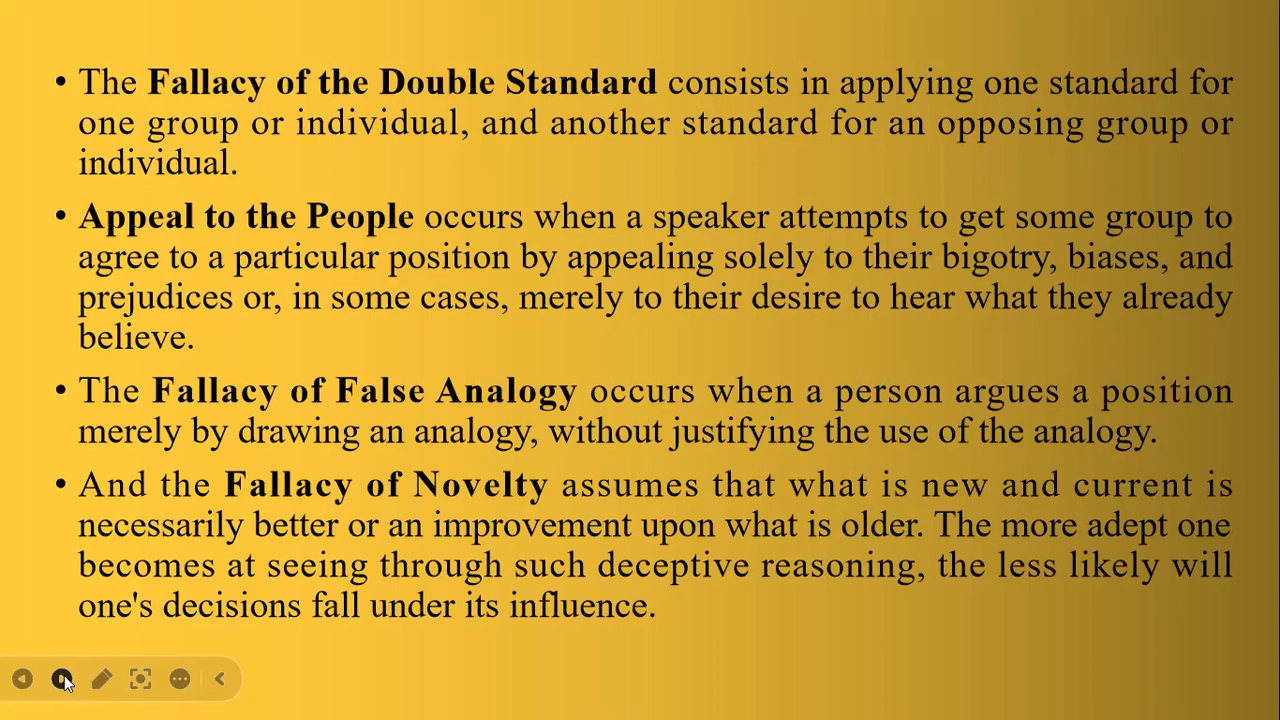 • The Fallacy of the Double Standard consists in applying one standard for
one group or individual, and another standard for an opposing group or
individual.
• Appeal to the People occurs when a speaker attempts to get some group to
agree to a particular position by appealing solely to their bigotry, biases, and
prejudices or, in some cases, merely to their desire to hear what they already
believe.
• The Fallacy of False Analogy occurs when a person argues a position
merely by drawing an analogy, without justifying the use of the analogy.
• And the Fallacy of Novelty assumes that what is new and current is
necessarily better or an improvement upon what is older. The more adept one
becomes at seeing through such deceptive reasoning, the less likely will
one's decisions fall under its influence.